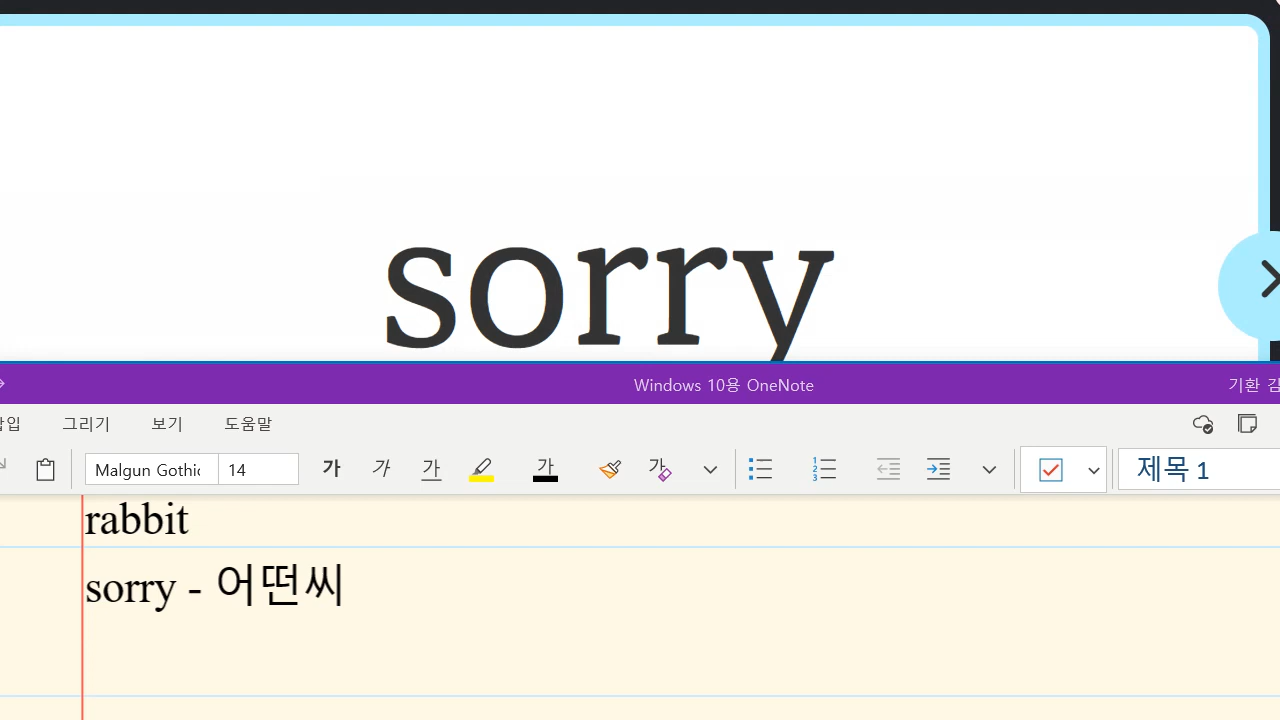 sorry
Windows 10용 OneNote
기환 김
삽입 그리기 보기 도움말
Malgun Gothic 14 가 가 가 가 가 제목 1
rabbit
sorry - 어떤씨